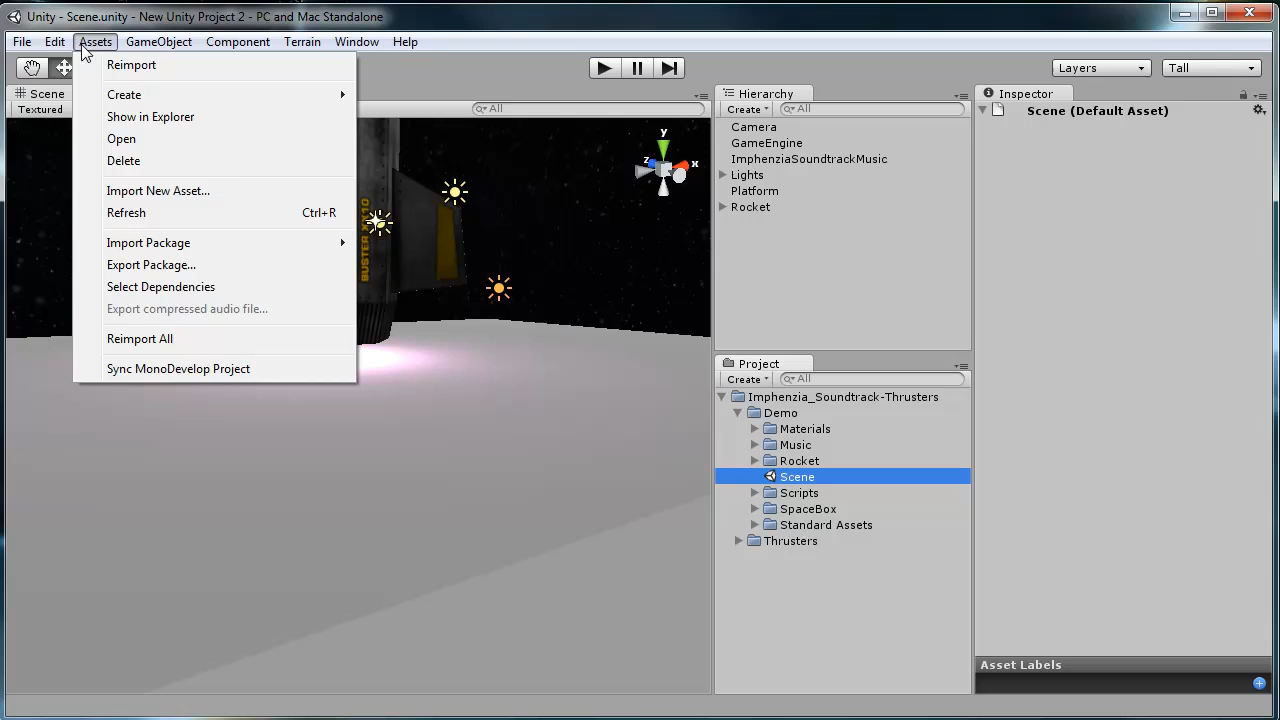 Unity - Scene.unity - New Unity Project 2 - PC and Mac Standalone
File Edit Assets GameObject Component Terrain Window Help
Layers Tall
Scene
Textured
All
Reimport
Create
Show in Explorer
Open
Delete
Import New Asset...
Refresh Ctrl+R
Import Package
Export Package...
Select Dependencies
Export compressed audio file...
Reimport All
Sync MonoDevelop Project
BUSTER XX10
y
z
x
Hierarchy
Create All
Camera
GameEngine
ImphenziaSoundtrackMusic
Lights
Platform
Rocket
Project
Create All
Imphenzia_Soundtrack-Thrusters
Demo
Materials
Music
Rocket
Scene
Scripts
SpaceBox
Standard Assets
Thrusters
Inspector
Scene (Default Asset)
Asset Labels